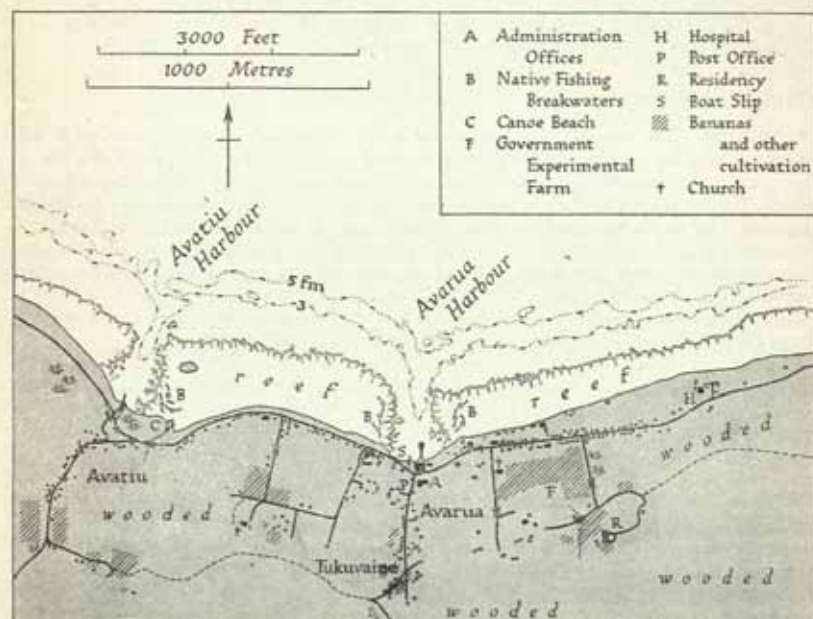 3000 Feet
1000 Metres
A Administration Offices
B Native Fishing Breakwaters
C Canoe Beach
F Government Experimental Farm
H Hospital
P Post Office
R Residency
S Boat Slip
Bananas and other cultivation
† Church
Avatiu Harbour
Avarua Harbour
5 fm
3
reef
reef
B
B
B
C
S
H
P
A
F
R
Avatiu
wooded
Avarua
wooded
Tukuvaine
wooded
wooded